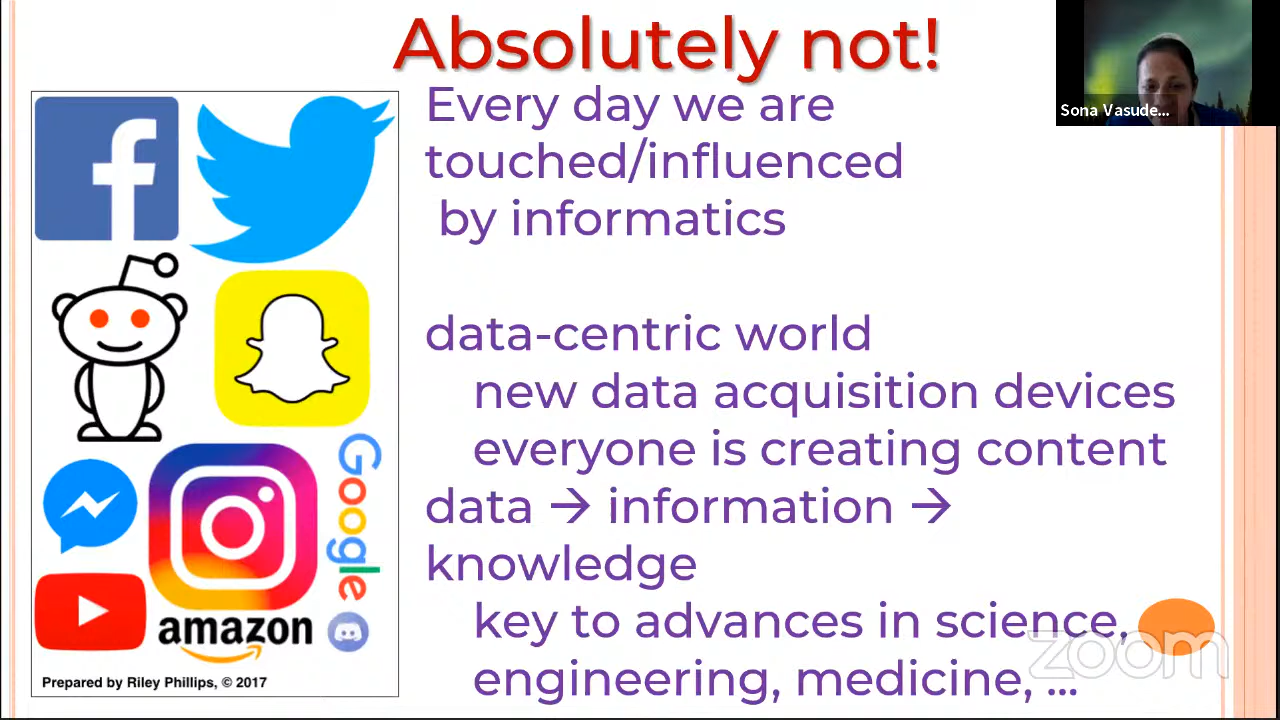 Absolutely not!
Sona Vasude...
Every day we are
touched/influenced
by informatics
data-centric world
new data acquisition devices
everyone is creating content
data → information →
knowledge
key to advances in science,
engineering, medicine, ...
f
Google
amazon
Prepared by Riley Phillips, © 2017
zoom